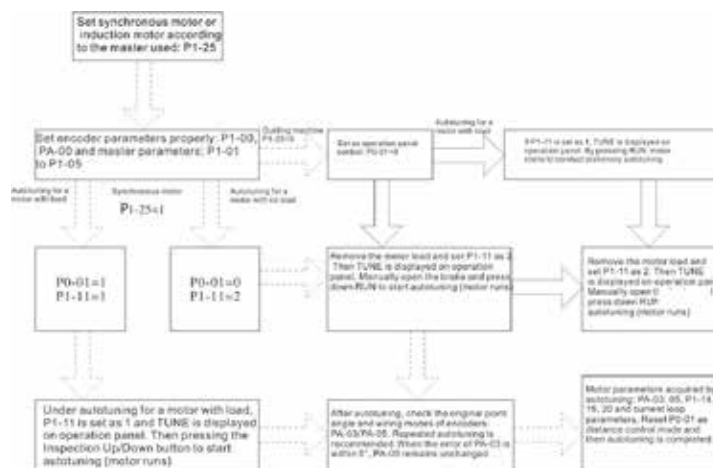 Set synchronous motor or
induction motor according
to the master used: P1-25
Set encoder parameters properly: P1-00,
PA-00 and master parameters: P1-01
to P1-05
Autotuning for a
motor with load
Set as operation panel
control: P0-01=0
If P1-11 is set as 1, TUNE is displayed on
operation panel. By pressing RUN, motor
starts to conduct stationary autotuning
Autotuning for a
motor with load
Synchronous motor
P1-25=1
Autotuning for a
motor with no load
P0-01=1
P1-11=1
P0-01=0
P1-11=2
Remove the motor load and set P1-11 as 2.
Then TUNE is displayed on operation
panel. Manually open the brake and press
down RUN to start autotuning (motor runs)
Remove the motor load and
set P1-11 as 2. Then TUNE
is displayed on operation pan
Manually open t
press down RUN
autotuning (motor runs)
Under autotuning for a motor with load,
P1-11 is set as 1 and TUNE is displayed
on operation panel. Then pressing the
Inspection Up/Down button to start
autotuning (motor runs)
After autotuning, check the original point
angle and wiring modes of encoders
PA-03/PA-05. Repeated autotuning is
recommended. When the error of PA-03 is
within 5°, PA-05 remains unchanged
Motor parameters acquired by
autotuning: PA-03, 05, P1-14,
19, 20 and current loop
parameters. Reset P0-01 as
distance control mode and
then autotuning is completed